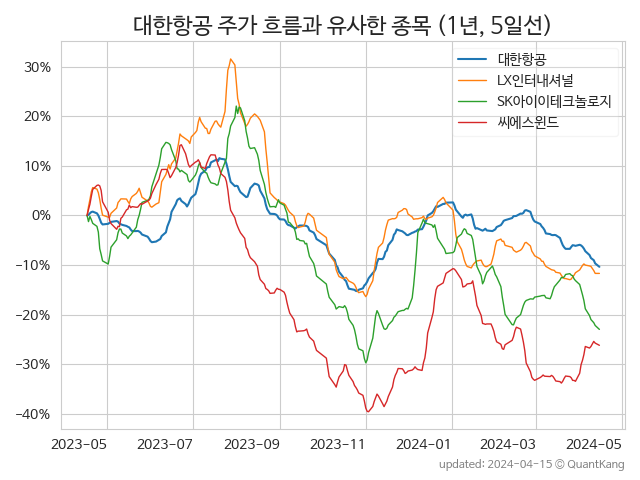 대한항공 주가 흐름과 유사한 종목 (1년, 5일선)
대한항공
LX인터내셔널
SK아이이테크놀로지
씨에스윈드
30%
20%
10%
0%
−10%
−20%
−30%
−40%
2023-05 2023-07 2023-09 2023-11 2024-01 2024-03 2024-05
updated: 2024-04-15 © QuantKang